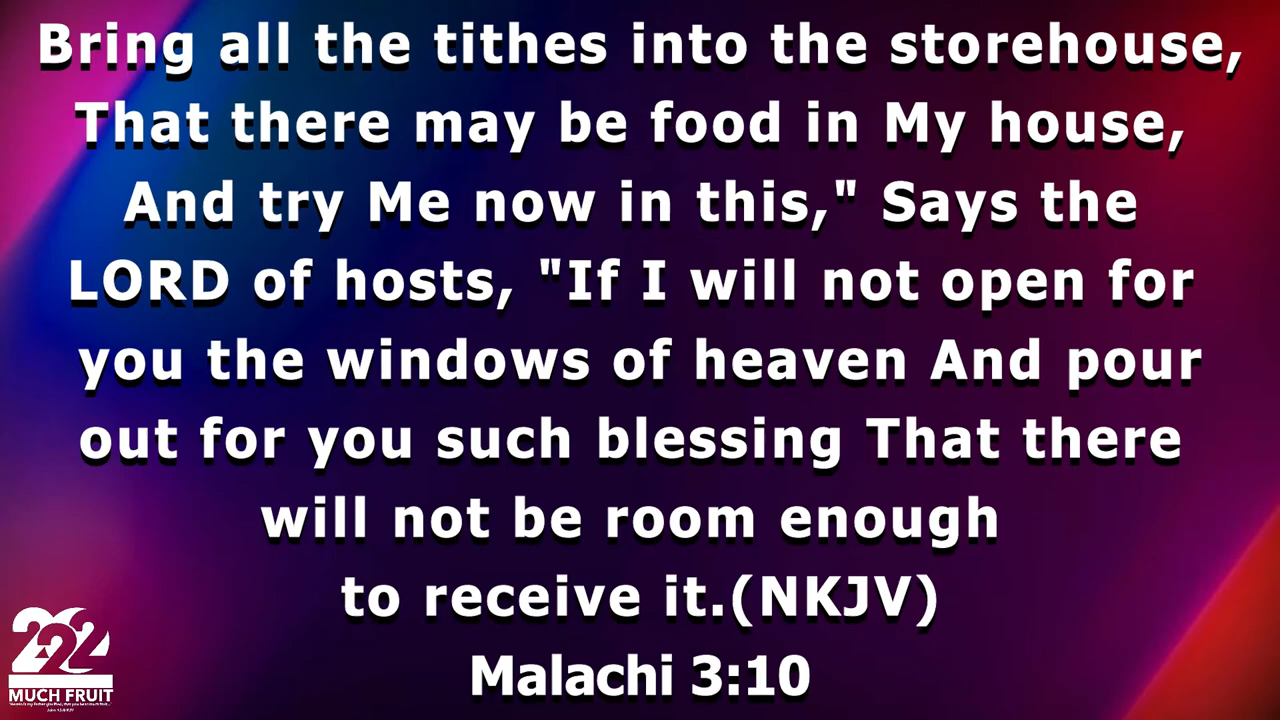 Bring all the tithes into the storehouse,
That there may be food in My house,
And try Me now in this," Says the
LORD of hosts, "If I will not open for
you the windows of heaven And pour
out for you such blessing That there
will not be room enough
to receive it.(NKJV)
Malachi 3:10
MUCH FRUIT